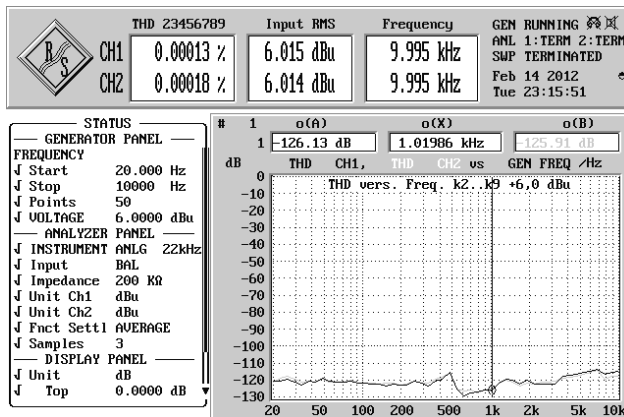 THD 23456789 Input RMS Frequency
R S
CH1 0.00013 % 6.015 dBu 9.995 kHz
CH2 0.00018 % 6.014 dBu 9.995 kHz
GEN RUNNING
ANL 1:TERM 2:TERM
SWP TERMINATED
Feb 14 2012
Tue 23:15:51
STATUS
GENERATOR PANEL
FREQUENCY
Start 20.000 Hz
Stop 10000 Hz
Points 50
VOLTAGE 6.0000 dBu
ANALYZER PANEL
INSTRUMENT ANLG 22kHz
Input BAL
Impedance 200 KΩ
Unit Ch1 dBu
Unit Ch2 dBu
Fnct Settl AVERAGE
Samples 3
DISPLAY PANEL
Unit dB
Top 0.0000 dB
# 1 o(A) o(X) o(B)
1 -126.13 dB 1.01986 kHz -125.91 dB
dB THD CH1, THD CH2 vs GEN FREQ /Hz
THD vers. Freq. k2..k9 +6,0 dBu
0
-10
-20
-30
-40
-50
-60
-70
-80
-90
-100
-110
-120
-130
20 50 100 200 500 1k 2k 5k 10k